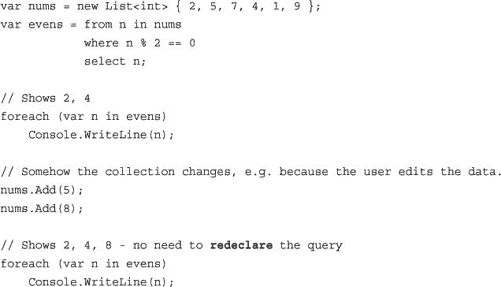 var nums = new List<int> { 2, 5, 7, 4, 1, 9 };
var evens = from n in nums
            where n % 2 == 0
            select n;
// Shows 2, 4
foreach (var n in evens)
    Console.WriteLine(n);
// Somehow the collection changes, e.g. because the user edits the data.
nums.Add(5);
nums.Add(8);
// Shows 2, 4, 8 - no need to redeclare the query
foreach (var n in evens)
    Console.WriteLine(n);